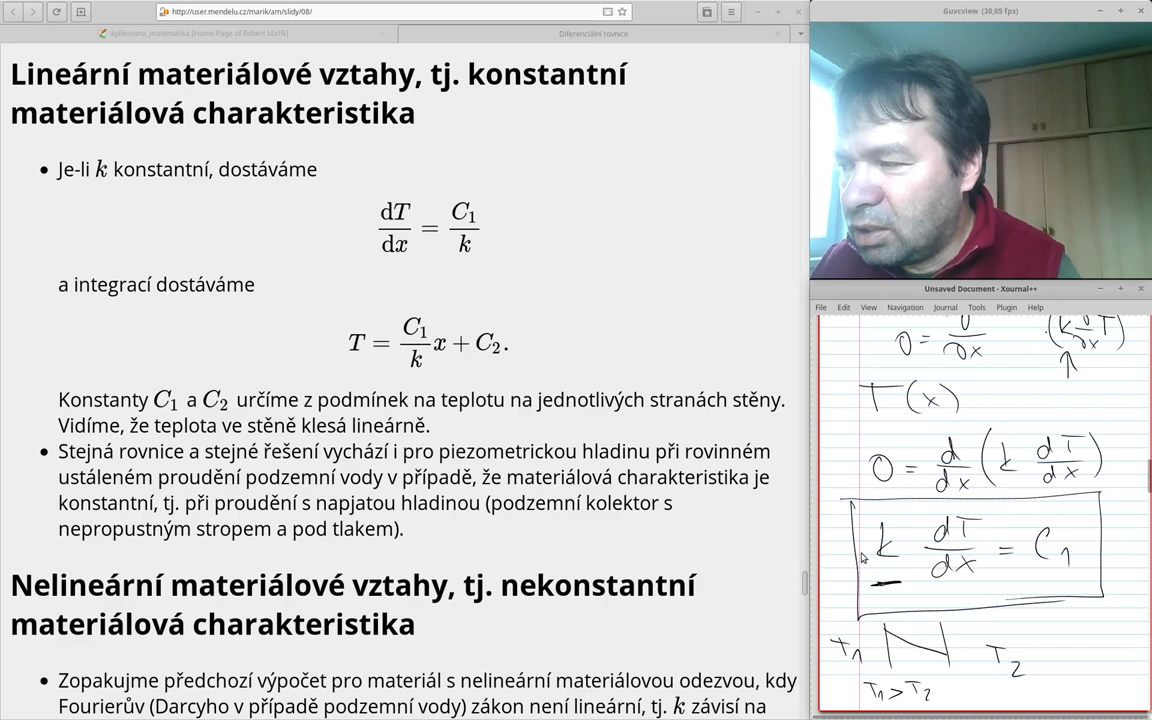 http://user.mendelu.cz/marik/am/slidy/08/
aplikovana_matematika [Home Page of Robert Mařík]
Diferenciální rovnice
Lineární materiálové vztahy, tj. konstantní
materiálová charakteristika
Je-li k konstantní, dostáváme
dT/dx = C₁/k
a integrací dostáváme
T = C₁/k x + C₂.
Konstanty C₁ a C₂ určíme z podmínek na teplotu na jednotlivých stranách stěny.
Vidíme, že teplota ve stěně klesá lineárně.
Stejná rovnice a stejné řešení vychází i pro piezometrickou hladinu při rovinném
ustáleném proudění podzemní vody v případě, že materiálová charakteristika je
konstantní, tj. při proudění s napjatou hladinou (podzemní kolektor s
nepropustným stropem a pod tlakem).
Nelineární materiálové vztahy, tj. nekonstantní
materiálová charakteristika
Zopakujme předchozí výpočet pro materiál s nelineární materiálovou odezvou, kdy
Fourierův (Darcyho v případě podzemní vody) zákon není lineární, tj. k závisí na
Guvcview (30,05 fps)
Unsaved Document - Xournal++
File Edit View Navigation Journal Tools Plugin Help
0 = ∂/∂x (k ∂/∂x T)
T(x)
0 = d/dx (k dT/dx)
k dT/dx = C₁
T₁ T₂
T₁ > T₂